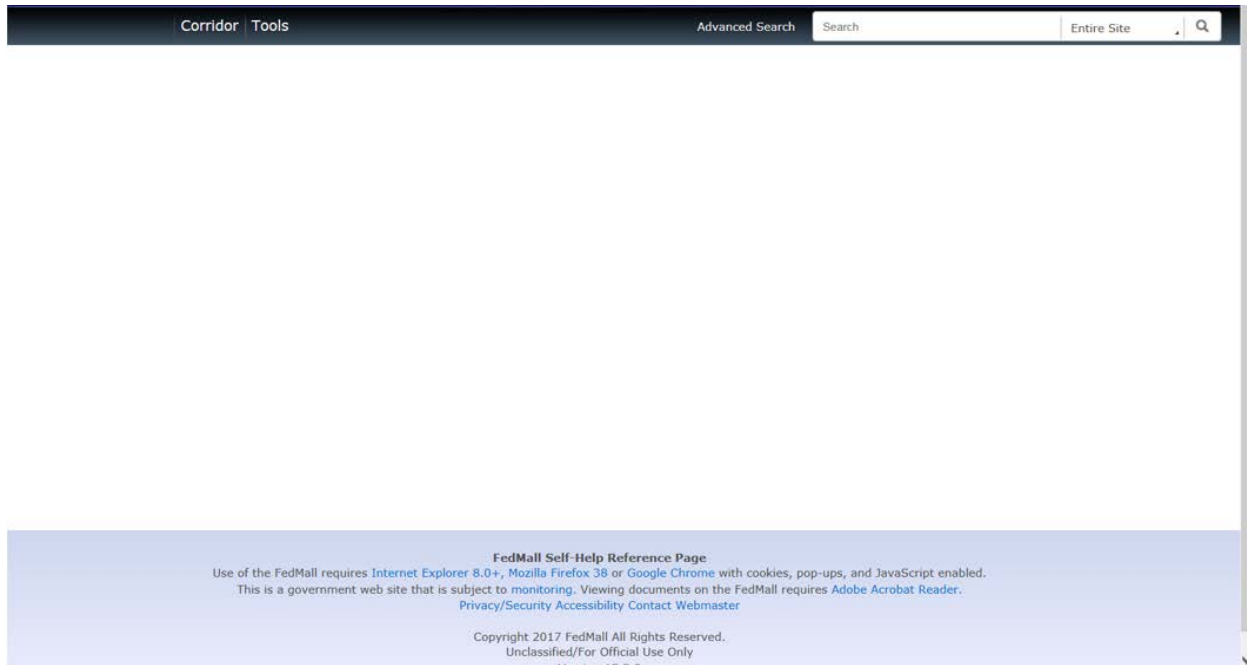 Corridor Tools Advanced Search Search Entire Site
FedMall Self-Help Reference Page
Use of the FedMall requires Internet Explorer 8.0+, Mozilla Firefox 38 or Google Chrome with cookies, pop-ups, and JavaScript enabled.
This is a government web site that is subject to monitoring. Viewing documents on the FedMall requires Adobe Acrobat Reader.
Privacy/Security Accessibility Contact Webmaster
Copyright 2017 FedMall All Rights Reserved.
Unclassified/For Official Use Only